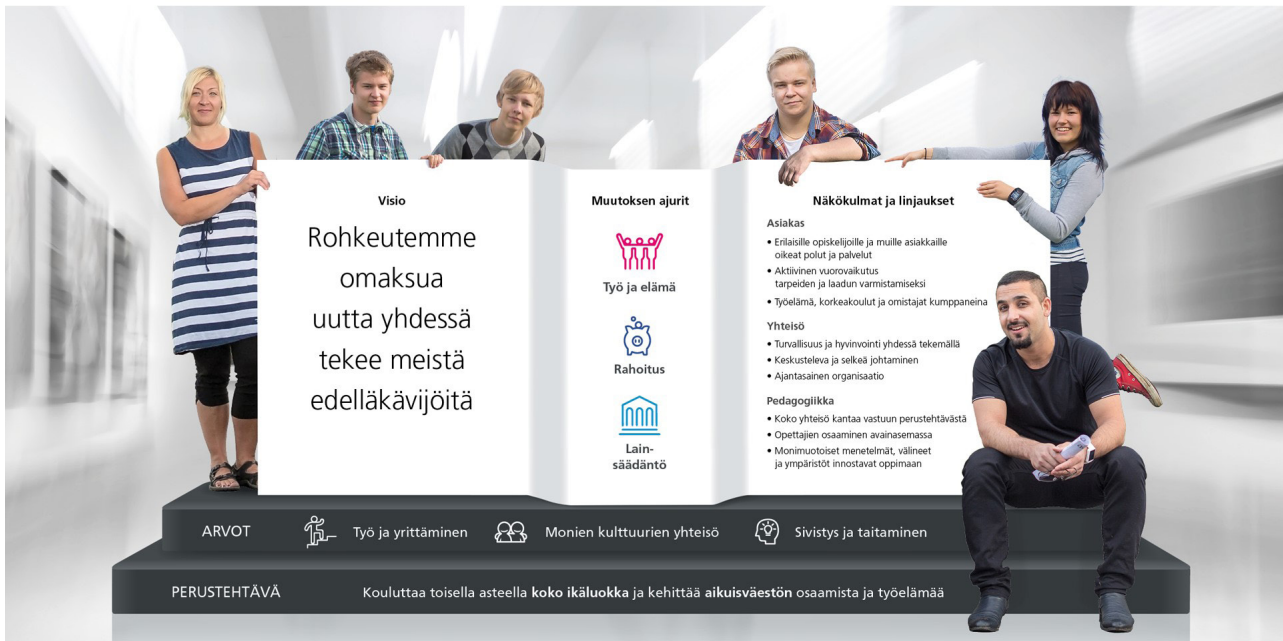 Visio
Rohkeutemme
omaksua
uutta yhdessä
tekee meistä
edelläkävijöitä
Muutoksen ajurit
Työ ja elämä
Rahoitus
Lain-
säädäntö
Näkökulmat ja linjaukset
Asiakas
• Erilaisille opiskelijoille ja muille asiakkaille
oikeat polut ja palvelut
• Aktiivinen vuorovaikutus
tarpeiden ja laadun varmistamiseksi
• Työelämä, korkeakoulut ja omistajat kumppaneina
Yhteisö
• Turvallisuus ja hyvinvointi yhdessä tekemällä
• Keskusteleva ja selkeä johtaminen
• Ajantasainen organisaatio
Pedagogiikka
• Koko yhteisö kantaa vastuun perustehtävästä
• Opettajien osaaminen avainasemassa
• Monimuotoiset menetelmät, välineet
ja ympäristöt innostavat oppimaan
ARVOT Työ ja yrittäminen Monien kulttuurien yhteisö Sivistys ja taitaminen
PERUSTEHTÄVÄ Kouluttaa toisella asteella koko ikäluokka ja kehittää aikuisväestön osaamista ja työelämää